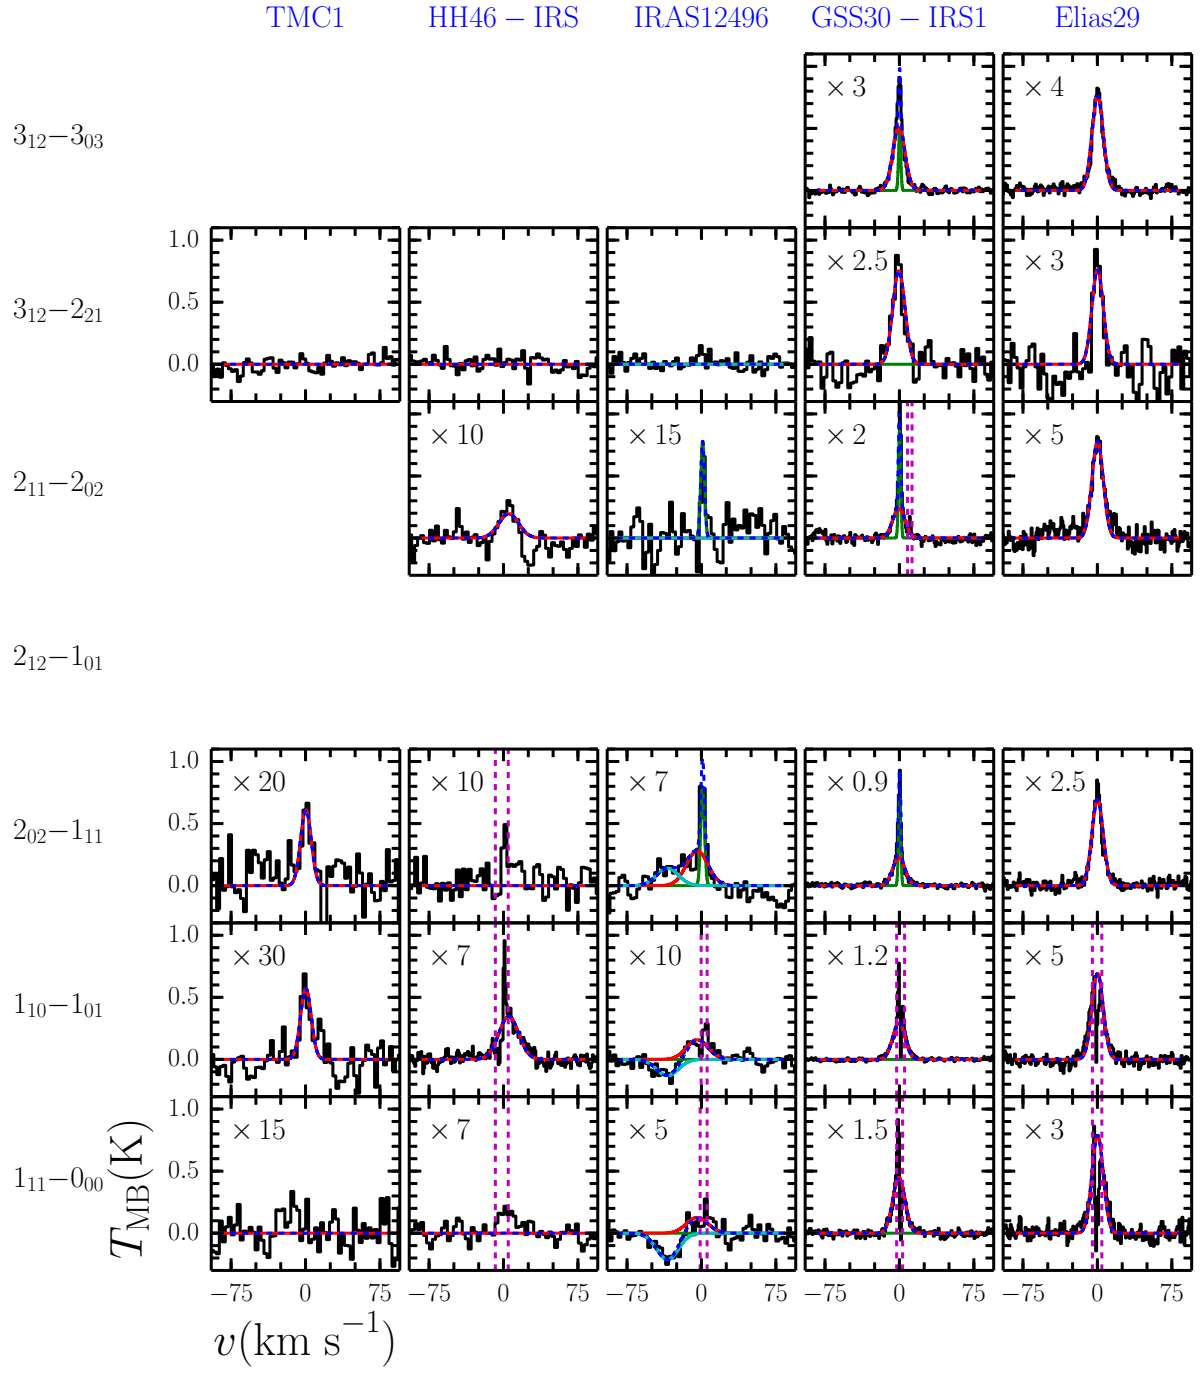 TMC1 HH46 − IRS IRAS12496 GSS30 − IRS1 Elias29
3₁₂−3₀₃ × 3 × 4
3₁₂−2₂₁ 1.0 0.5 0.0 × 2.5 × 3
2₁₁−2₀₂ × 10 × 15 × 2 × 5
2₁₂−1₀₁
2₀₂−1₁₁ 1.0 0.5 0.0 × 20 × 10 × 7 × 0.9 × 2.5
1₁₀−1₀₁ 1.0 0.5 0.0 × 30 × 7 × 10 × 1.2 × 5
1₁₁−0₀₀ 1.0 0.5 0.0 × 15 × 7 × 5 × 1.5 × 3
T_MB(K)
−75 0 75 −75 0 75 −75 0 75 −75 0 75 −75 0 75
v(km s⁻¹)